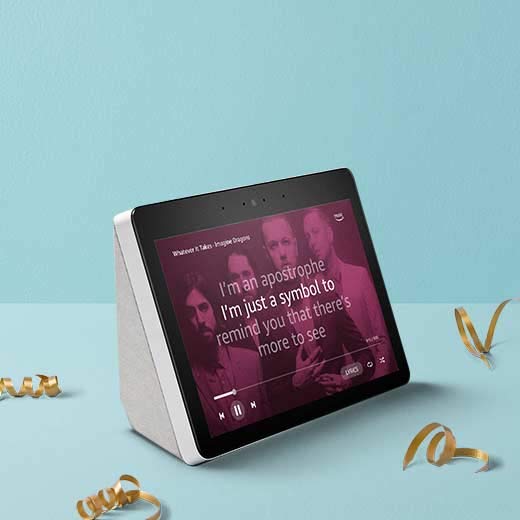 Whatever It Takes - Imagine Dragons
I'm an apostrophe
I'm just a symbol to
remind you that there's
more to see
LYRICS